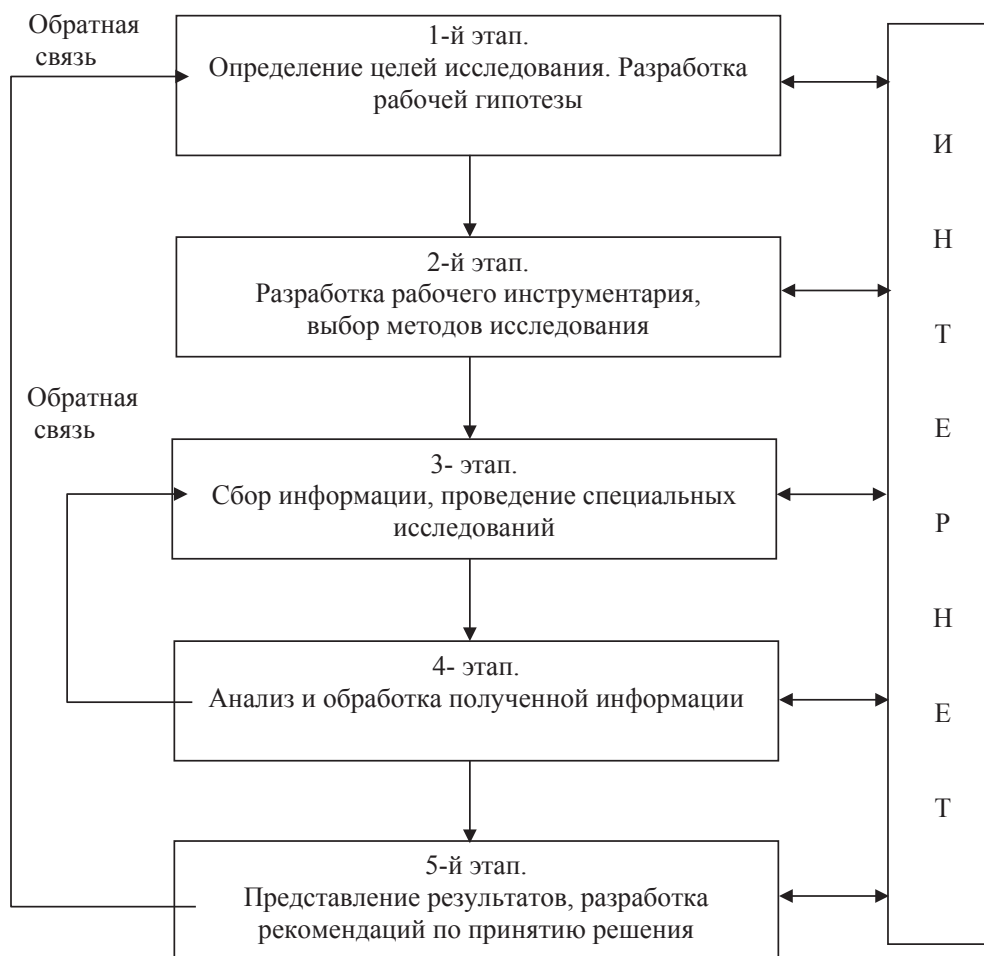 Обратная
связь
1-й этап.
Определение целей исследования. Разработка
рабочей гипотезы
2-й этап.
Разработка рабочего инструментария,
выбор методов исследования
Обратная
связь
3- этап.
Сбор информации, проведение специальных
исследований
4- этап.
Анализ и обработка полученной информации
5-й этап.
Представление результатов, разработка
рекомендаций по принятию решения
И
Н
Т
Е
Р
Н
Е
Т